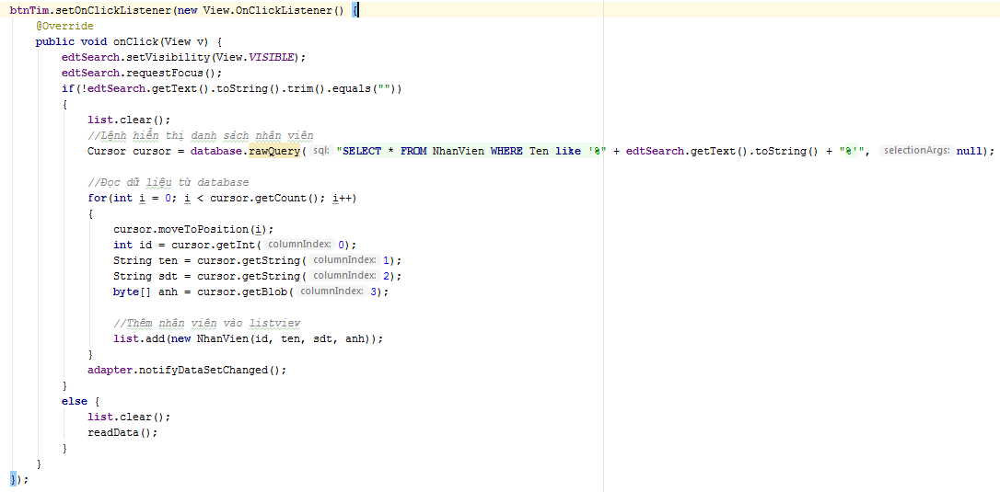 btnTim.setOnClickListener(new View.OnClickListener() {
    @Override
    public void onClick(View v) {
        edtSearch.setVisibility(View.VISIBLE);
        edtSearch.requestFocus();
        if(!edtSearch.getText().toString().trim().equals(""))
        {
            list.clear();
            //Lệnh hiển thị danh sách nhân viên
            Cursor cursor = database.rawQuery( sql: "SELECT * FROM NhanVien WHERE Ten like '%" + edtSearch.getText().toString() + "%'", selectionArgs: null);
            //Đọc dữ liệu từ database
            for(int i = 0; i < cursor.getCount(); i++)
            {
                cursor.moveToPosition(i);
                int id = cursor.getInt( columnIndex: 0);
                String ten = cursor.getString( columnIndex: 1);
                String sdt = cursor.getString( columnIndex: 2);
                byte[] anh = cursor.getBlob( columnIndex: 3);
                //Thêm nhân viên vào listview
                list.add(new NhanVien(id, ten, sdt, anh));
            }
            adapter.notifyDataSetChanged();
        }
        else {
            list.clear();
            readData();
        }
    }
});